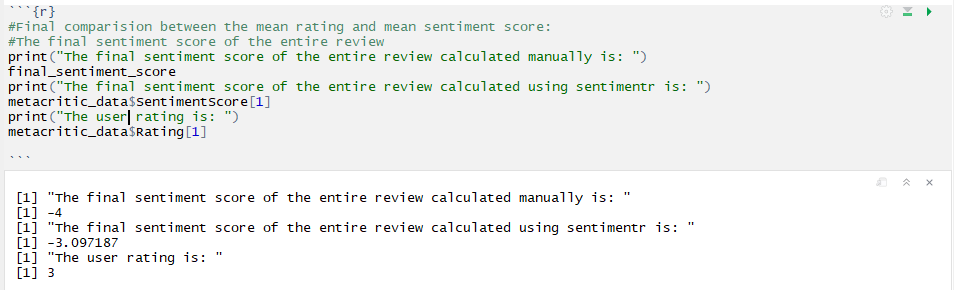 ```{r}
#Final comparision between the mean rating and mean sentiment score:
#The final sentiment score of the entire review
print("The final sentiment score of the entire review calculated manually is: ")
final_sentiment_score
print("The final sentiment score of the entire review calculated using sentimentr is: ")
metacritic_data$SentimentScore[1]
print("The user rating is: ")
metacritic_data$Rating[1]
```
[1] "The final sentiment score of the entire review calculated manually is: "
[1] -4
[1] "The final sentiment score of the entire review calculated using sentimentr is: "
[1] -3.097187
[1] "The user rating is: "
[1] 3